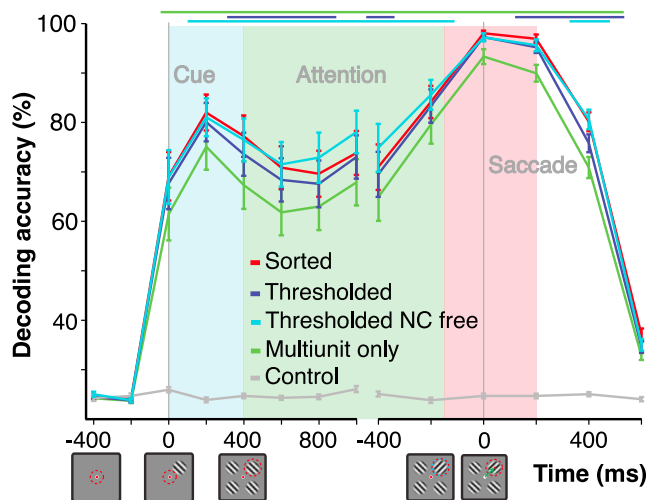 100
80
60
40
Decoding accuracy (%)
Cue
Attention
Saccade
Sorted
Thresholded
Thresholded NC free
Multiunit only
Control
-400 0 400 800 -400 0 400
Time (ms)